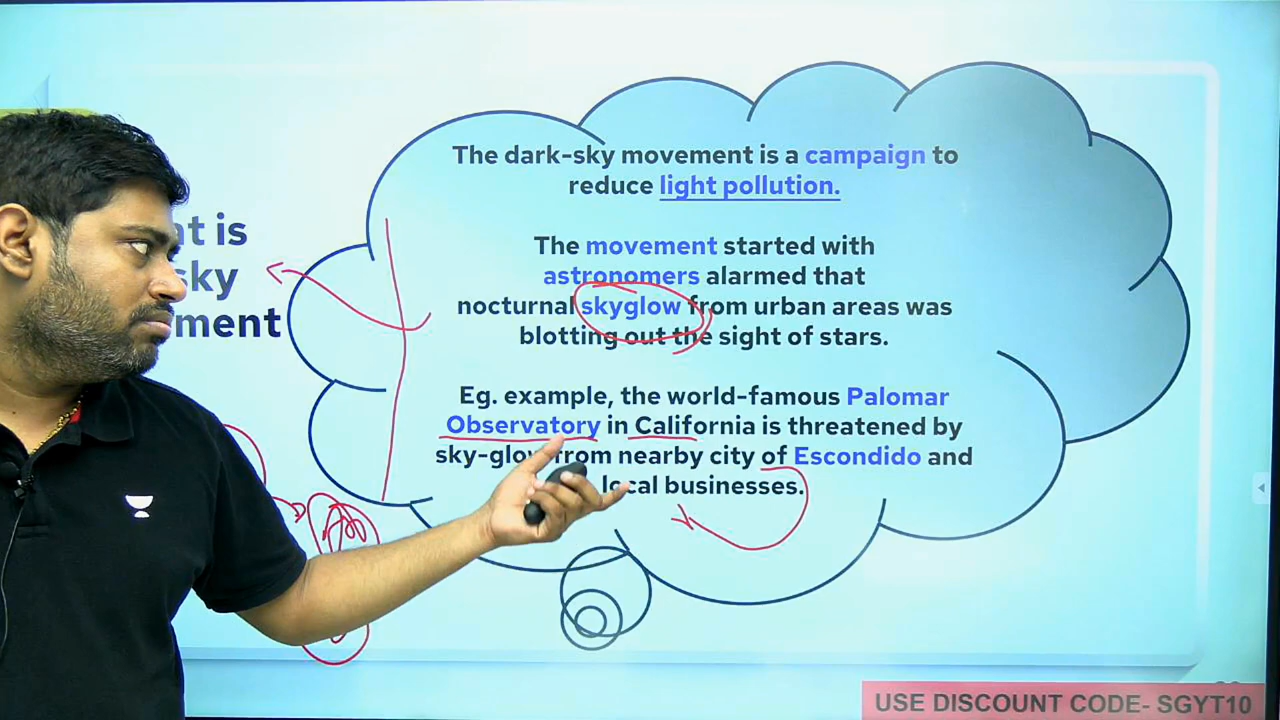 is
sky
ment
The dark-sky movement is a campaign to
reduce light pollution.
The movement started with
astronomers alarmed that
nocturnal skyglow from urban areas was
blotting out the sight of stars.
Eg. example, the world-famous Palomar
Observatory in California is threatened by
sky-glow from nearby city of Escondido and
local businesses.
USE DISCOUNT CODE- SGYT10